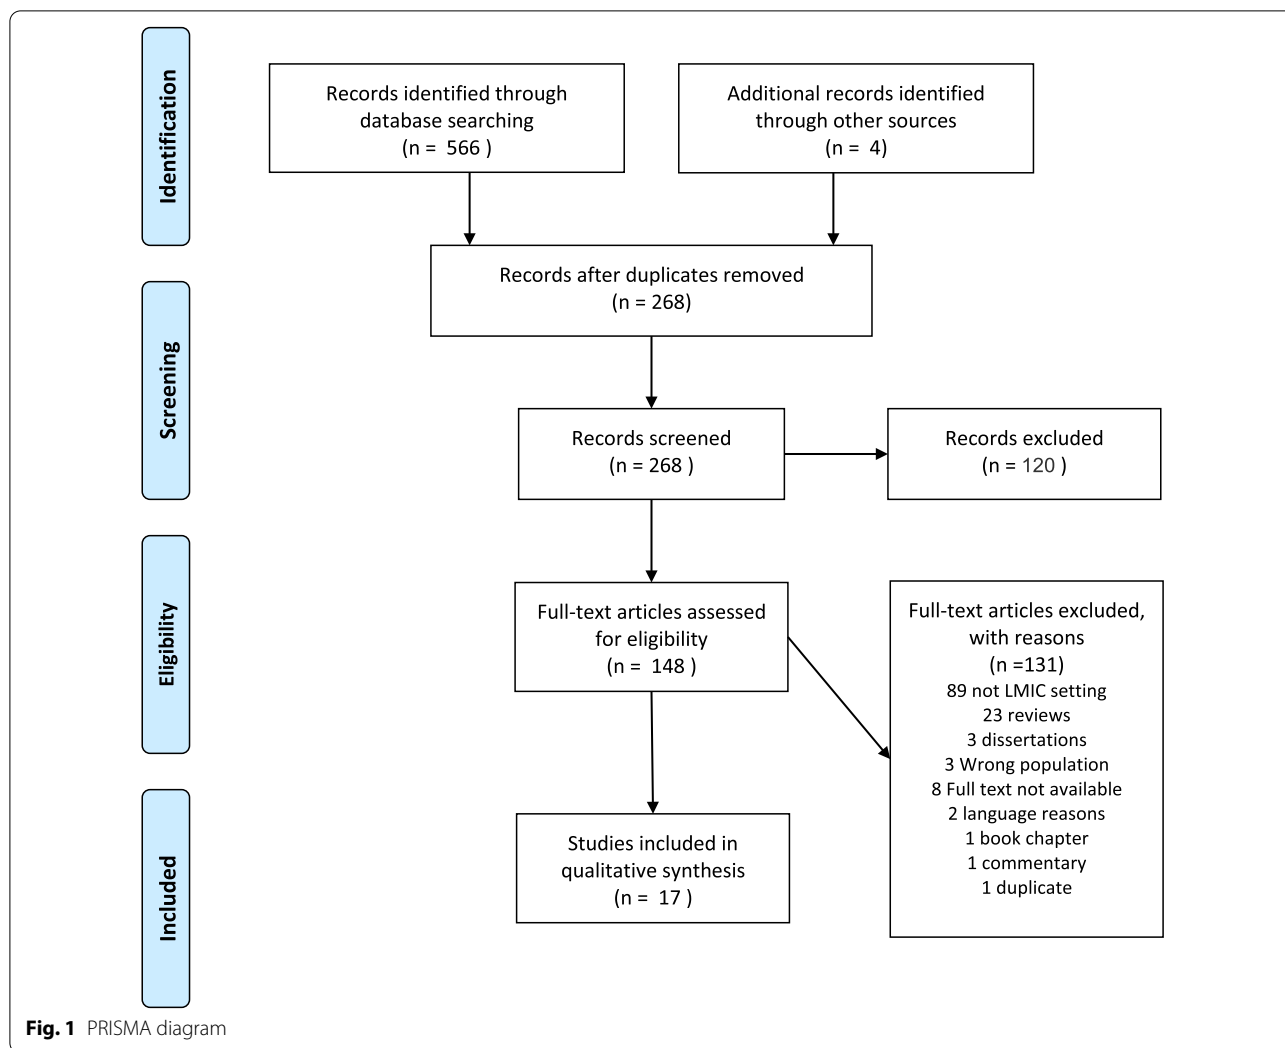 Identification
Records identified through
database searching
(n =  566 )
Additional records identified
through other sources
(n =  4)
Records after duplicates removed
(n = 268)
Screening
Records screened
(n = 268 )
Records excluded
(n = 120 )
Eligibility
Full-text articles assessed
for eligibility
(n =  148 )
Full-text articles excluded,
with reasons
(n =131)
89 not LMIC setting
23 reviews
3 dissertations
3 Wrong population
8 Full text not available
2 language reasons
1 book chapter
1 commentary
1 duplicate
Included
Studies included in
qualitative synthesis
(n =  17 )
Fig. 1  PRISMA diagram